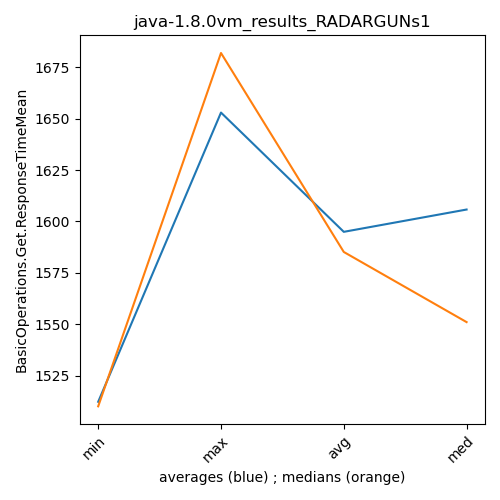 java-1.8.0vm_results_RADARGUNs1
BasicOperations.Get.ResponseTimeMean
1675
1650
1625
1600
1575
1550
1525
min
max
avg
med
averages (blue) ; medians (orange)